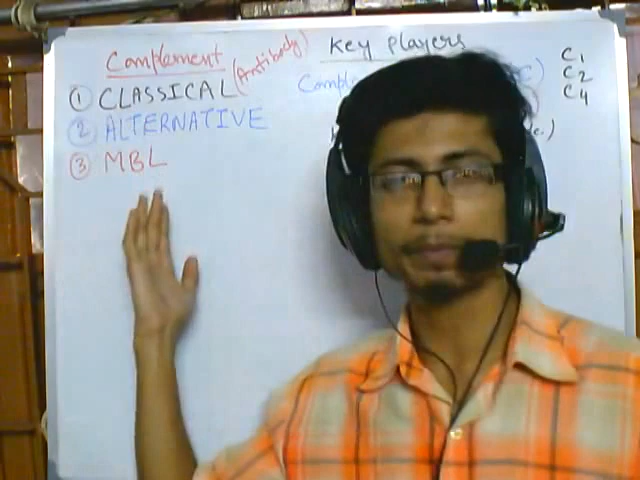 Complement
(Antibody)
① CLASSICAL
② ALTERNATIVE
③ MBL
Key players
C1
C2
C4